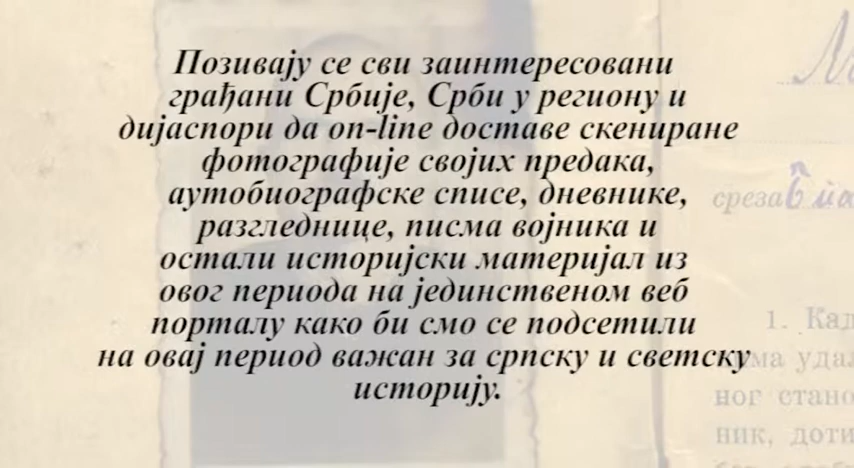 Позивају се сви заинтересовани
грађани Србије, Срби у региону и
дијаспори да on-line доставе скениране
фотографије својих предака,
аутобиографске списе, дневнике,
разгледнице, писма војника и
остали историјски материјал из
овог периода на јединственом веб
порталу како би смо се подсетили
на овај период важан за српску и светску
историју.
среза
1. Кад
ног стано
ник, доти